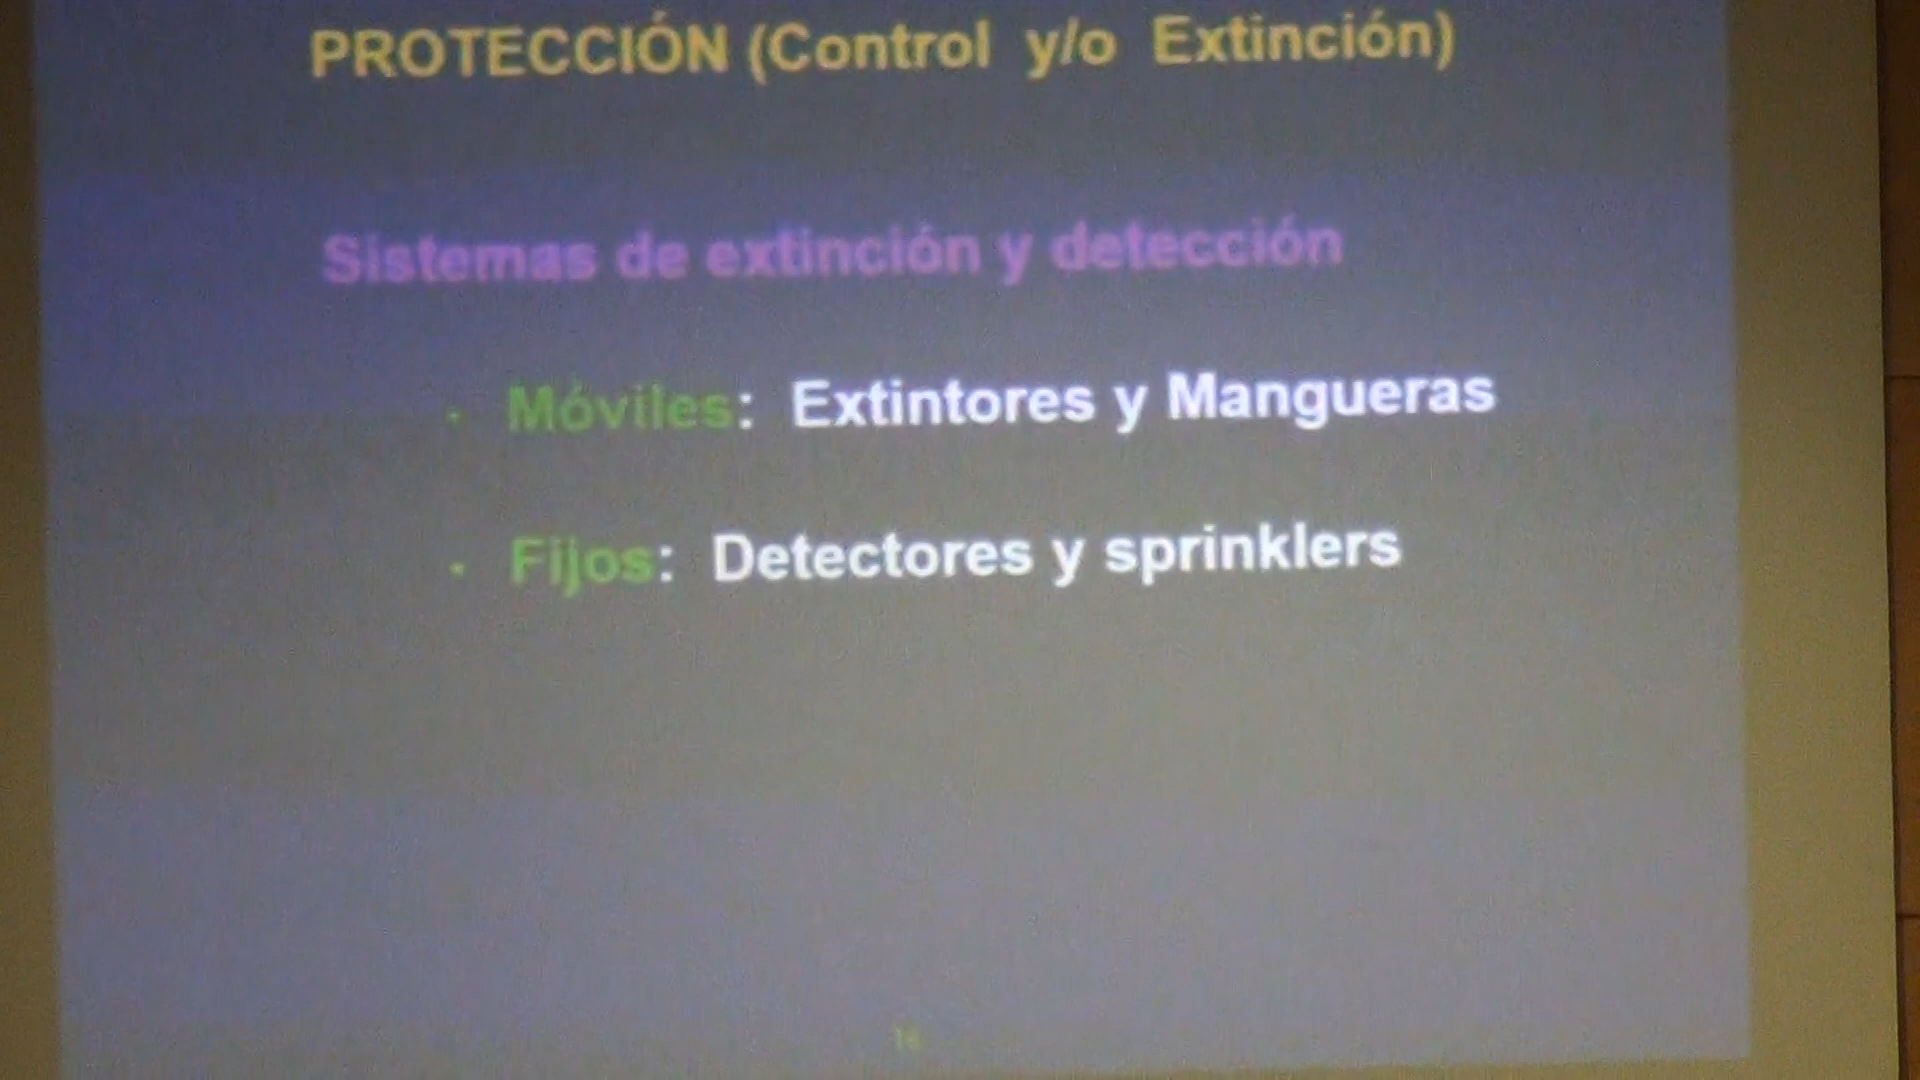 PROTECCIÓN (Control y/o Extinción)
Sistemas de extinción y detección
· Móviles: Extintores y Mangueras
· Fijos: Detectores y sprinklers